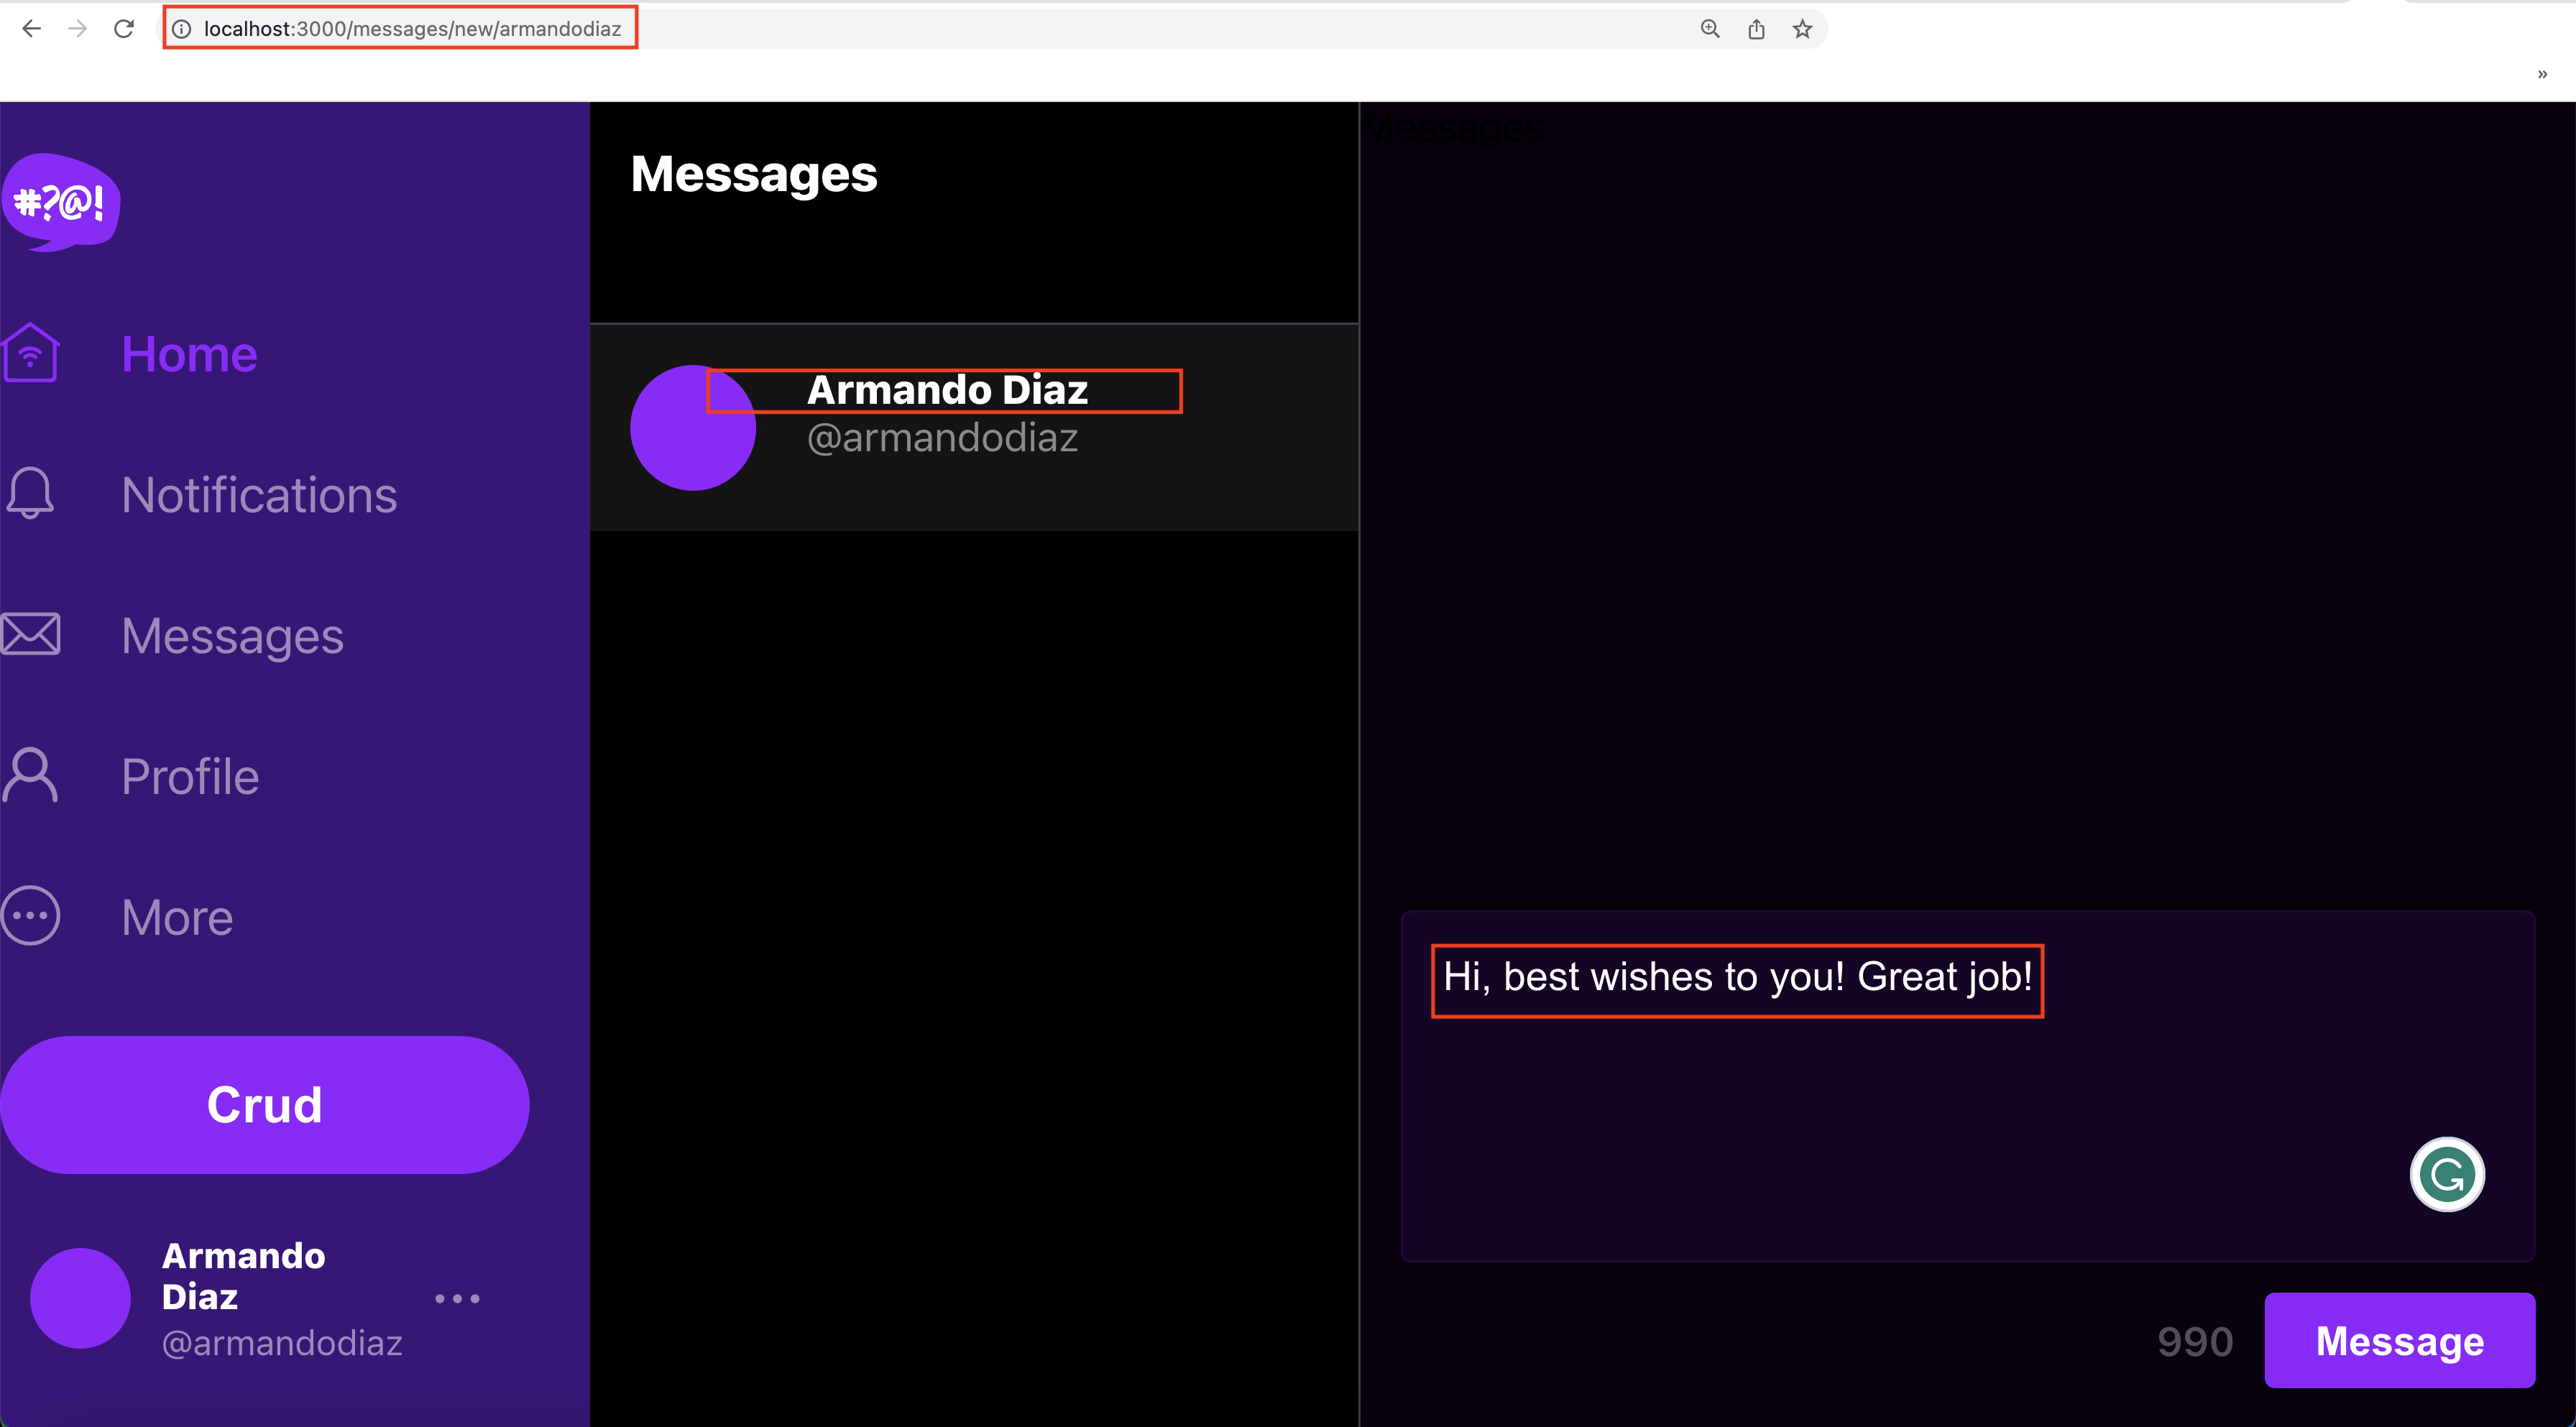 localhost:3000/messages/new/armandodiaz
»
#?@!
Home
Notifications
Messages
Profile
More
Crud
Armando
Diaz
@armandodiaz
Messages
Armando Diaz
@armandodiaz
Messages
Hi, best wishes to you! Great job!
990
Message